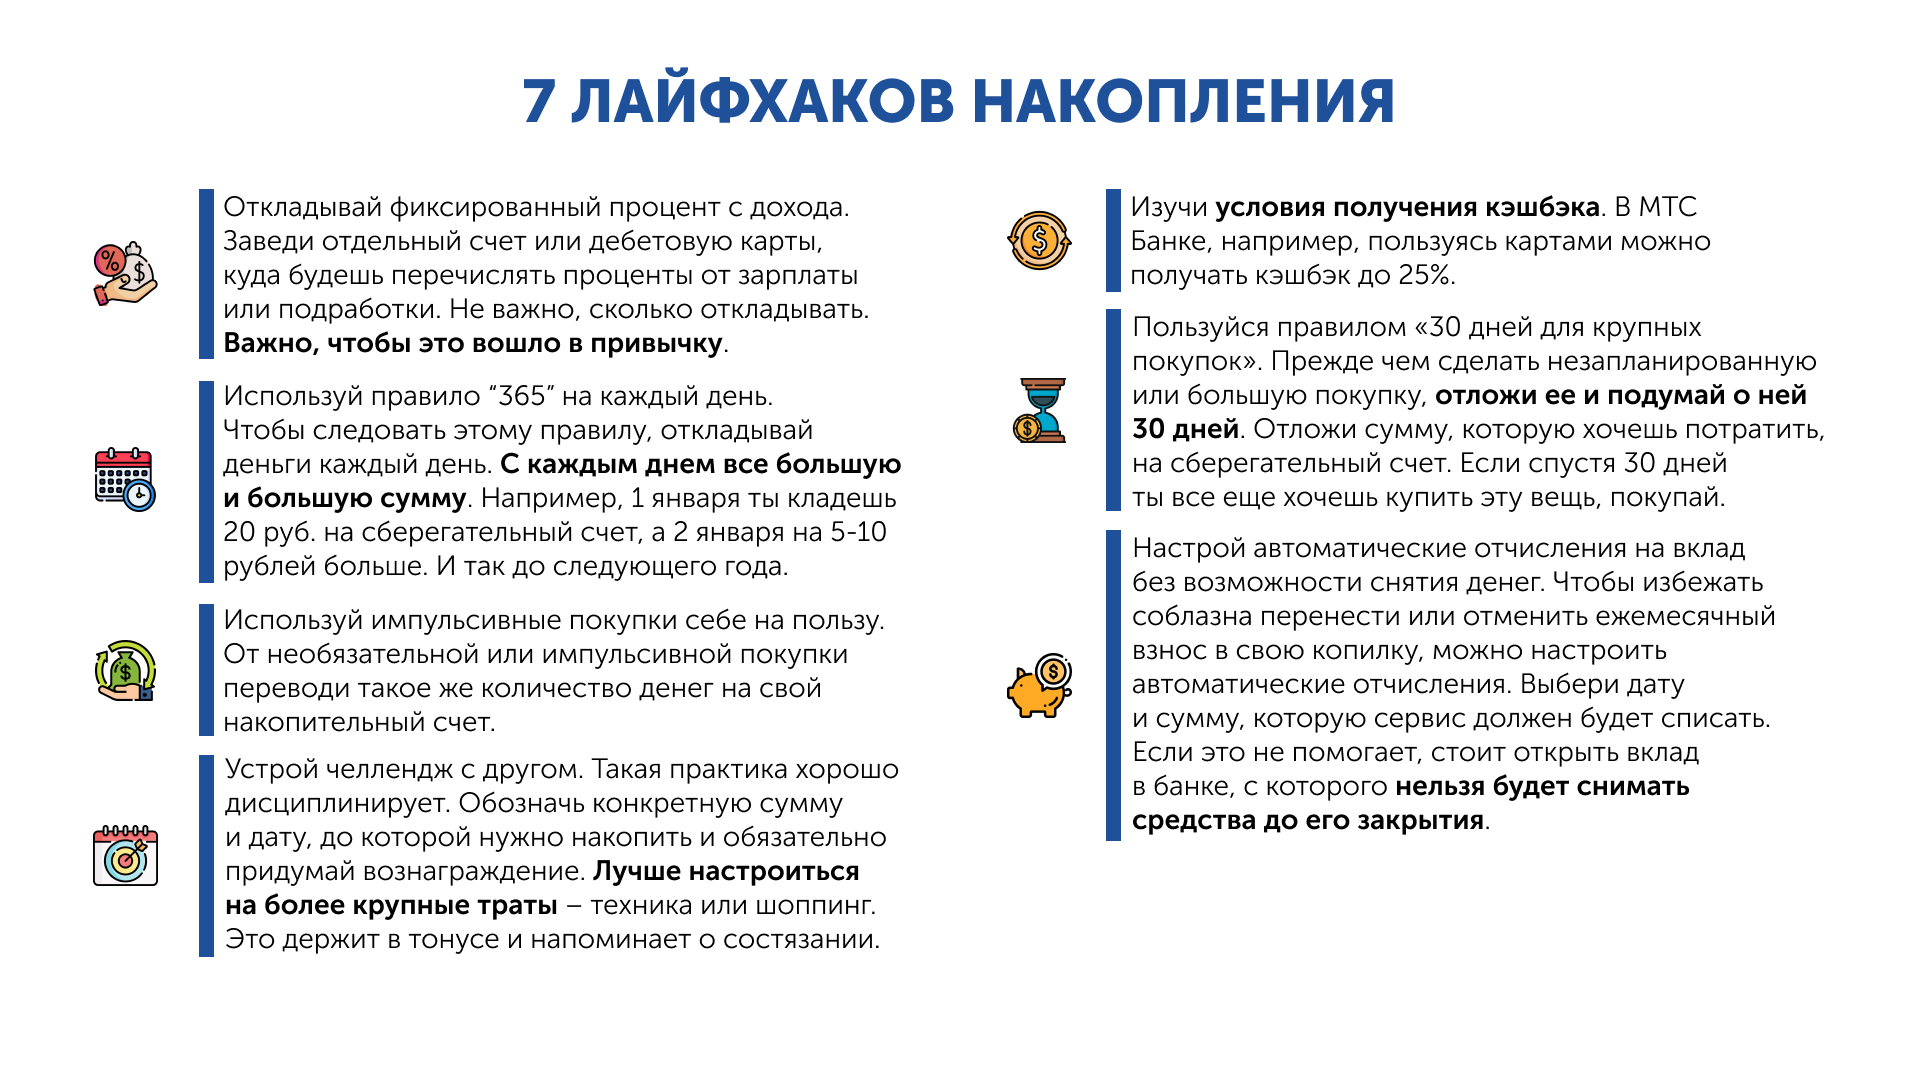 7 ЛАЙФХАКОВ НАКОПЛЕНИЯ
Откладывай фиксированный процент с дохода.
Заведи отдельный счет или дебетовую карты,
куда будешь перечислять проценты от зарплаты
или подработки. Не важно, сколько откладывать.
Важно, чтобы это вошло в привычку.
Используй правило “365” на каждый день.
Чтобы следовать этому правилу, откладывай
деньги каждый день. С каждым днем все большую
и большую сумму. Например, 1 января ты кладешь
20 руб. на сберегательный счет, а 2 января на 5-10
рублей больше. И так до следующего года.
Используй импульсивные покупки себе на пользу.
От необязательной или импульсивной покупки
переводи такое же количество денег на свой
накопительный счет.
Устрой челлендж с другом. Такая практика хорошо
дисциплинирует. Обозначь конкретную сумму
и дату, до которой нужно накопить и обязательно
придумай вознаграждение. Лучше настроиться
на более крупные траты – техника или шоппинг.
Это держит в тонусе и напоминает о состязании.
Изучи условия получения кэшбэка. В МТС
Банке, например, пользуясь картами можно
получать кэшбэк до 25%.
Пользуйся правилом «30 дней для крупных
покупок». Прежде чем сделать незапланированную
или большую покупку, отложи ее и подумай о ней
30 дней. Отложи сумму, которую хочешь потратить,
на сберегательный счет. Если спустя 30 дней
ты все еще хочешь купить эту вещь, покупай.
Настрой автоматические отчисления на вклад
без возможности снятия денег. Чтобы избежать
соблазна перенести или отменить ежемесячный
взнос в свою копилку, можно настроить
автоматические отчисления. Выбери дату
и сумму, которую сервис должен будет списать.
Если это не помогает, стоит открыть вклад
в банке, с которого нельзя будет снимать
средства до его закрытия.